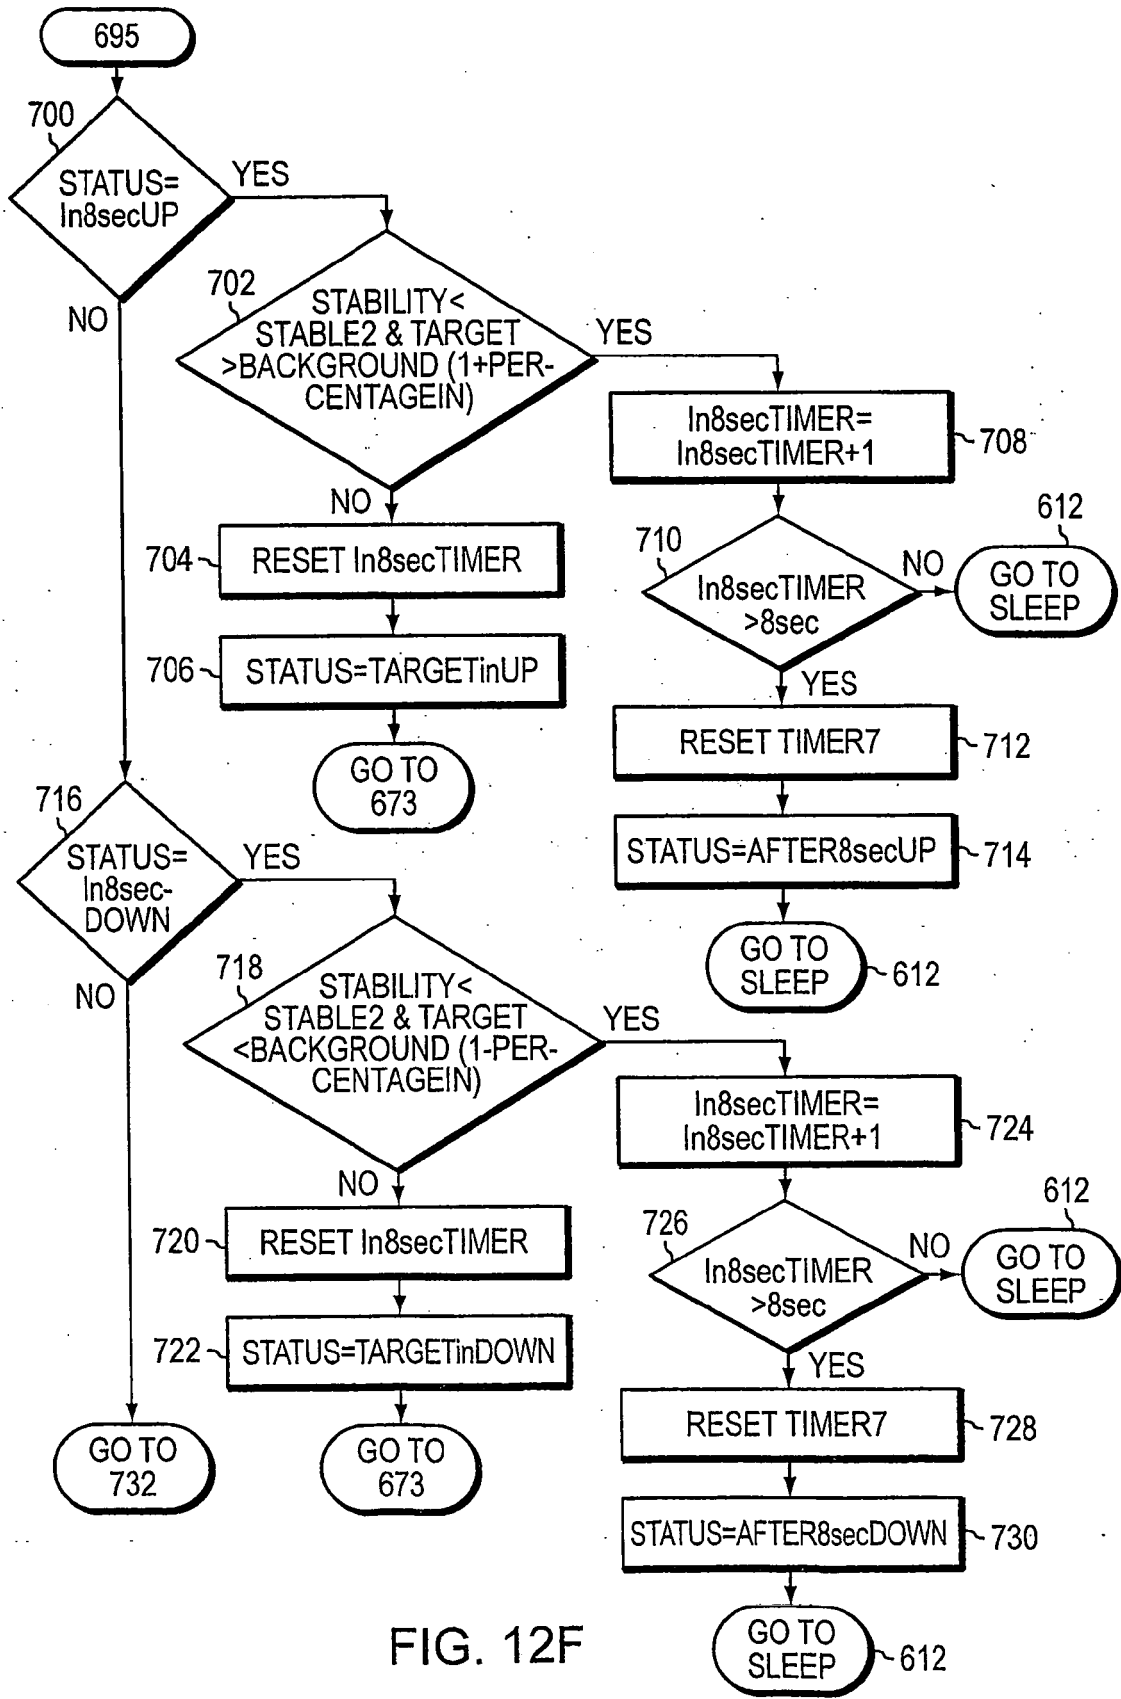 695
700
STATUS=
In8secUP
YES
NO
702
STABILITY<
STABLE2 & TARGET
>BACKGROUND (1+PER-
CENTAGEIN)
YES
NO
In8secTIMER=
In8secTIMER+1
708
704
RESET In8secTIMER
710
In8secTIMER
>8sec
NO
612
GO TO
SLEEP
YES
706
STATUS=TARGETinUP
RESET TIMER7
712
GO TO
673
STATUS=AFTER8secUP
714
GO TO
SLEEP
612
716
STATUS=
In8sec-
DOWN
YES
NO
718
STABILITY<
STABLE2 & TARGET
<BACKGROUND (1-PER-
CENTAGEIN)
YES
NO
In8secTIMER=
In8secTIMER+1
724
720
RESET In8secTIMER
726
In8secTIMER
>8sec
NO
612
GO TO
SLEEP
YES
722
STATUS=TARGETinDOWN
RESET TIMER7
728
GO TO
732
GO TO
673
STATUS=AFTER8secDOWN
730
GO TO
SLEEP
612
FIG. 12F